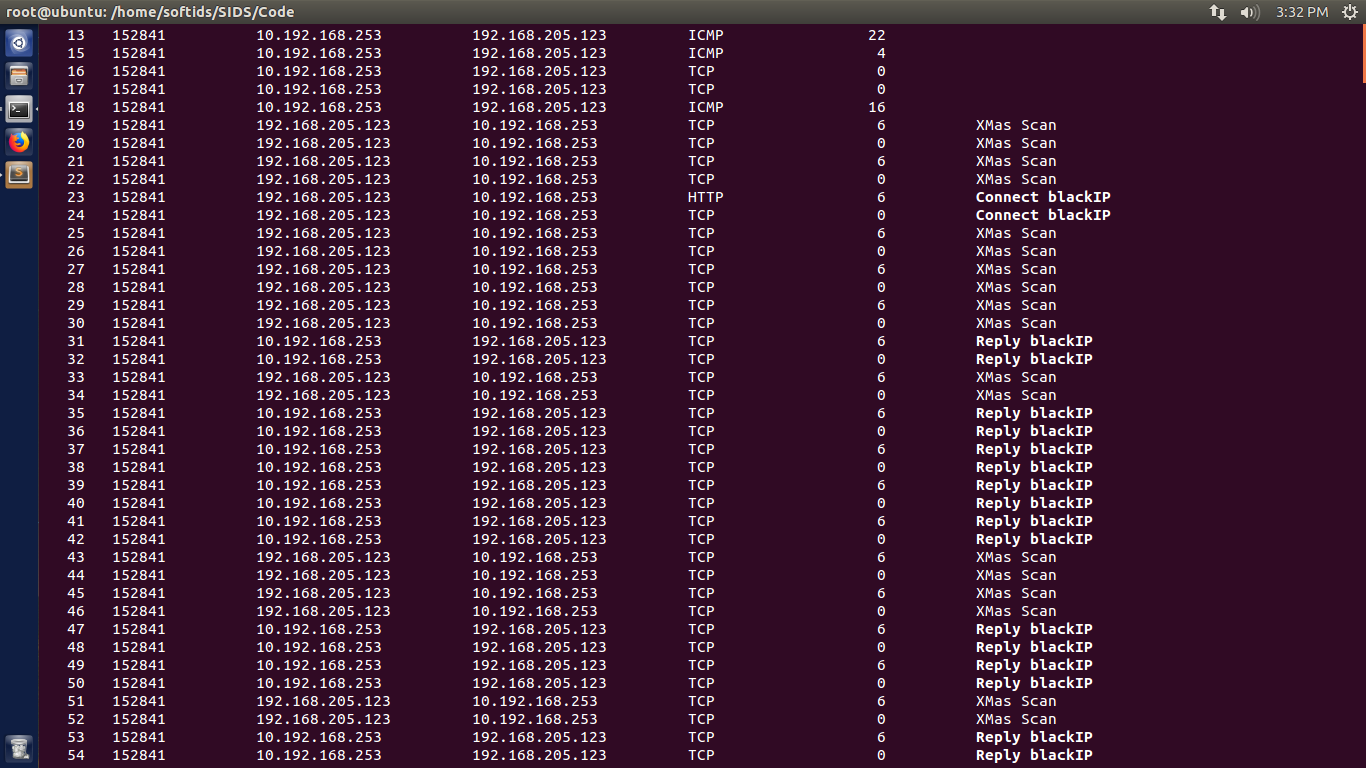 root@ubuntu: /home/softids/SIDS/Code 3:32 PM
13 152841 10.192.168.253 192.168.205.123 ICMP 22
15 152841 10.192.168.253 192.168.205.123 ICMP 4
16 152841 10.192.168.253 192.168.205.123 TCP 0
17 152841 10.192.168.253 192.168.205.123 TCP 0
18 152841 10.192.168.253 192.168.205.123 ICMP 16
19 152841 192.168.205.123 10.192.168.253 TCP 6 XMas Scan
20 152841 192.168.205.123 10.192.168.253 TCP 0 XMas Scan
21 152841 192.168.205.123 10.192.168.253 TCP 6 XMas Scan
22 152841 192.168.205.123 10.192.168.253 TCP 0 XMas Scan
23 152841 192.168.205.123 10.192.168.253 HTTP 6 Connect blackIP
24 152841 192.168.205.123 10.192.168.253 TCP 0 Connect blackIP
25 152841 192.168.205.123 10.192.168.253 TCP 6 XMas Scan
26 152841 192.168.205.123 10.192.168.253 TCP 0 XMas Scan
27 152841 192.168.205.123 10.192.168.253 TCP 6 XMas Scan
28 152841 192.168.205.123 10.192.168.253 TCP 0 XMas Scan
29 152841 192.168.205.123 10.192.168.253 TCP 6 XMas Scan
30 152841 192.168.205.123 10.192.168.253 TCP 0 XMas Scan
31 152841 10.192.168.253 192.168.205.123 TCP 6 Reply blackIP
32 152841 10.192.168.253 192.168.205.123 TCP 0 Reply blackIP
33 152841 192.168.205.123 10.192.168.253 TCP 6 XMas Scan
34 152841 192.168.205.123 10.192.168.253 TCP 0 XMas Scan
35 152841 10.192.168.253 192.168.205.123 TCP 6 Reply blackIP
36 152841 10.192.168.253 192.168.205.123 TCP 0 Reply blackIP
37 152841 10.192.168.253 192.168.205.123 TCP 6 Reply blackIP
38 152841 10.192.168.253 192.168.205.123 TCP 0 Reply blackIP
39 152841 10.192.168.253 192.168.205.123 TCP 6 Reply blackIP
40 152841 10.192.168.253 192.168.205.123 TCP 0 Reply blackIP
41 152841 10.192.168.253 192.168.205.123 TCP 6 Reply blackIP
42 152841 10.192.168.253 192.168.205.123 TCP 0 Reply blackIP
43 152841 192.168.205.123 10.192.168.253 TCP 6 XMas Scan
44 152841 192.168.205.123 10.192.168.253 TCP 0 XMas Scan
45 152841 192.168.205.123 10.192.168.253 TCP 6 XMas Scan
46 152841 192.168.205.123 10.192.168.253 TCP 0 XMas Scan
47 152841 10.192.168.253 192.168.205.123 TCP 6 Reply blackIP
48 152841 10.192.168.253 192.168.205.123 TCP 0 Reply blackIP
49 152841 10.192.168.253 192.168.205.123 TCP 6 Reply blackIP
50 152841 10.192.168.253 192.168.205.123 TCP 0 Reply blackIP
51 152841 192.168.205.123 10.192.168.253 TCP 6 XMas Scan
52 152841 192.168.205.123 10.192.168.253 TCP 0 XMas Scan
53 152841 10.192.168.253 192.168.205.123 TCP 6 Reply blackIP
54 152841 10.192.168.253 192.168.205.123 TCP 0 Reply blackIP